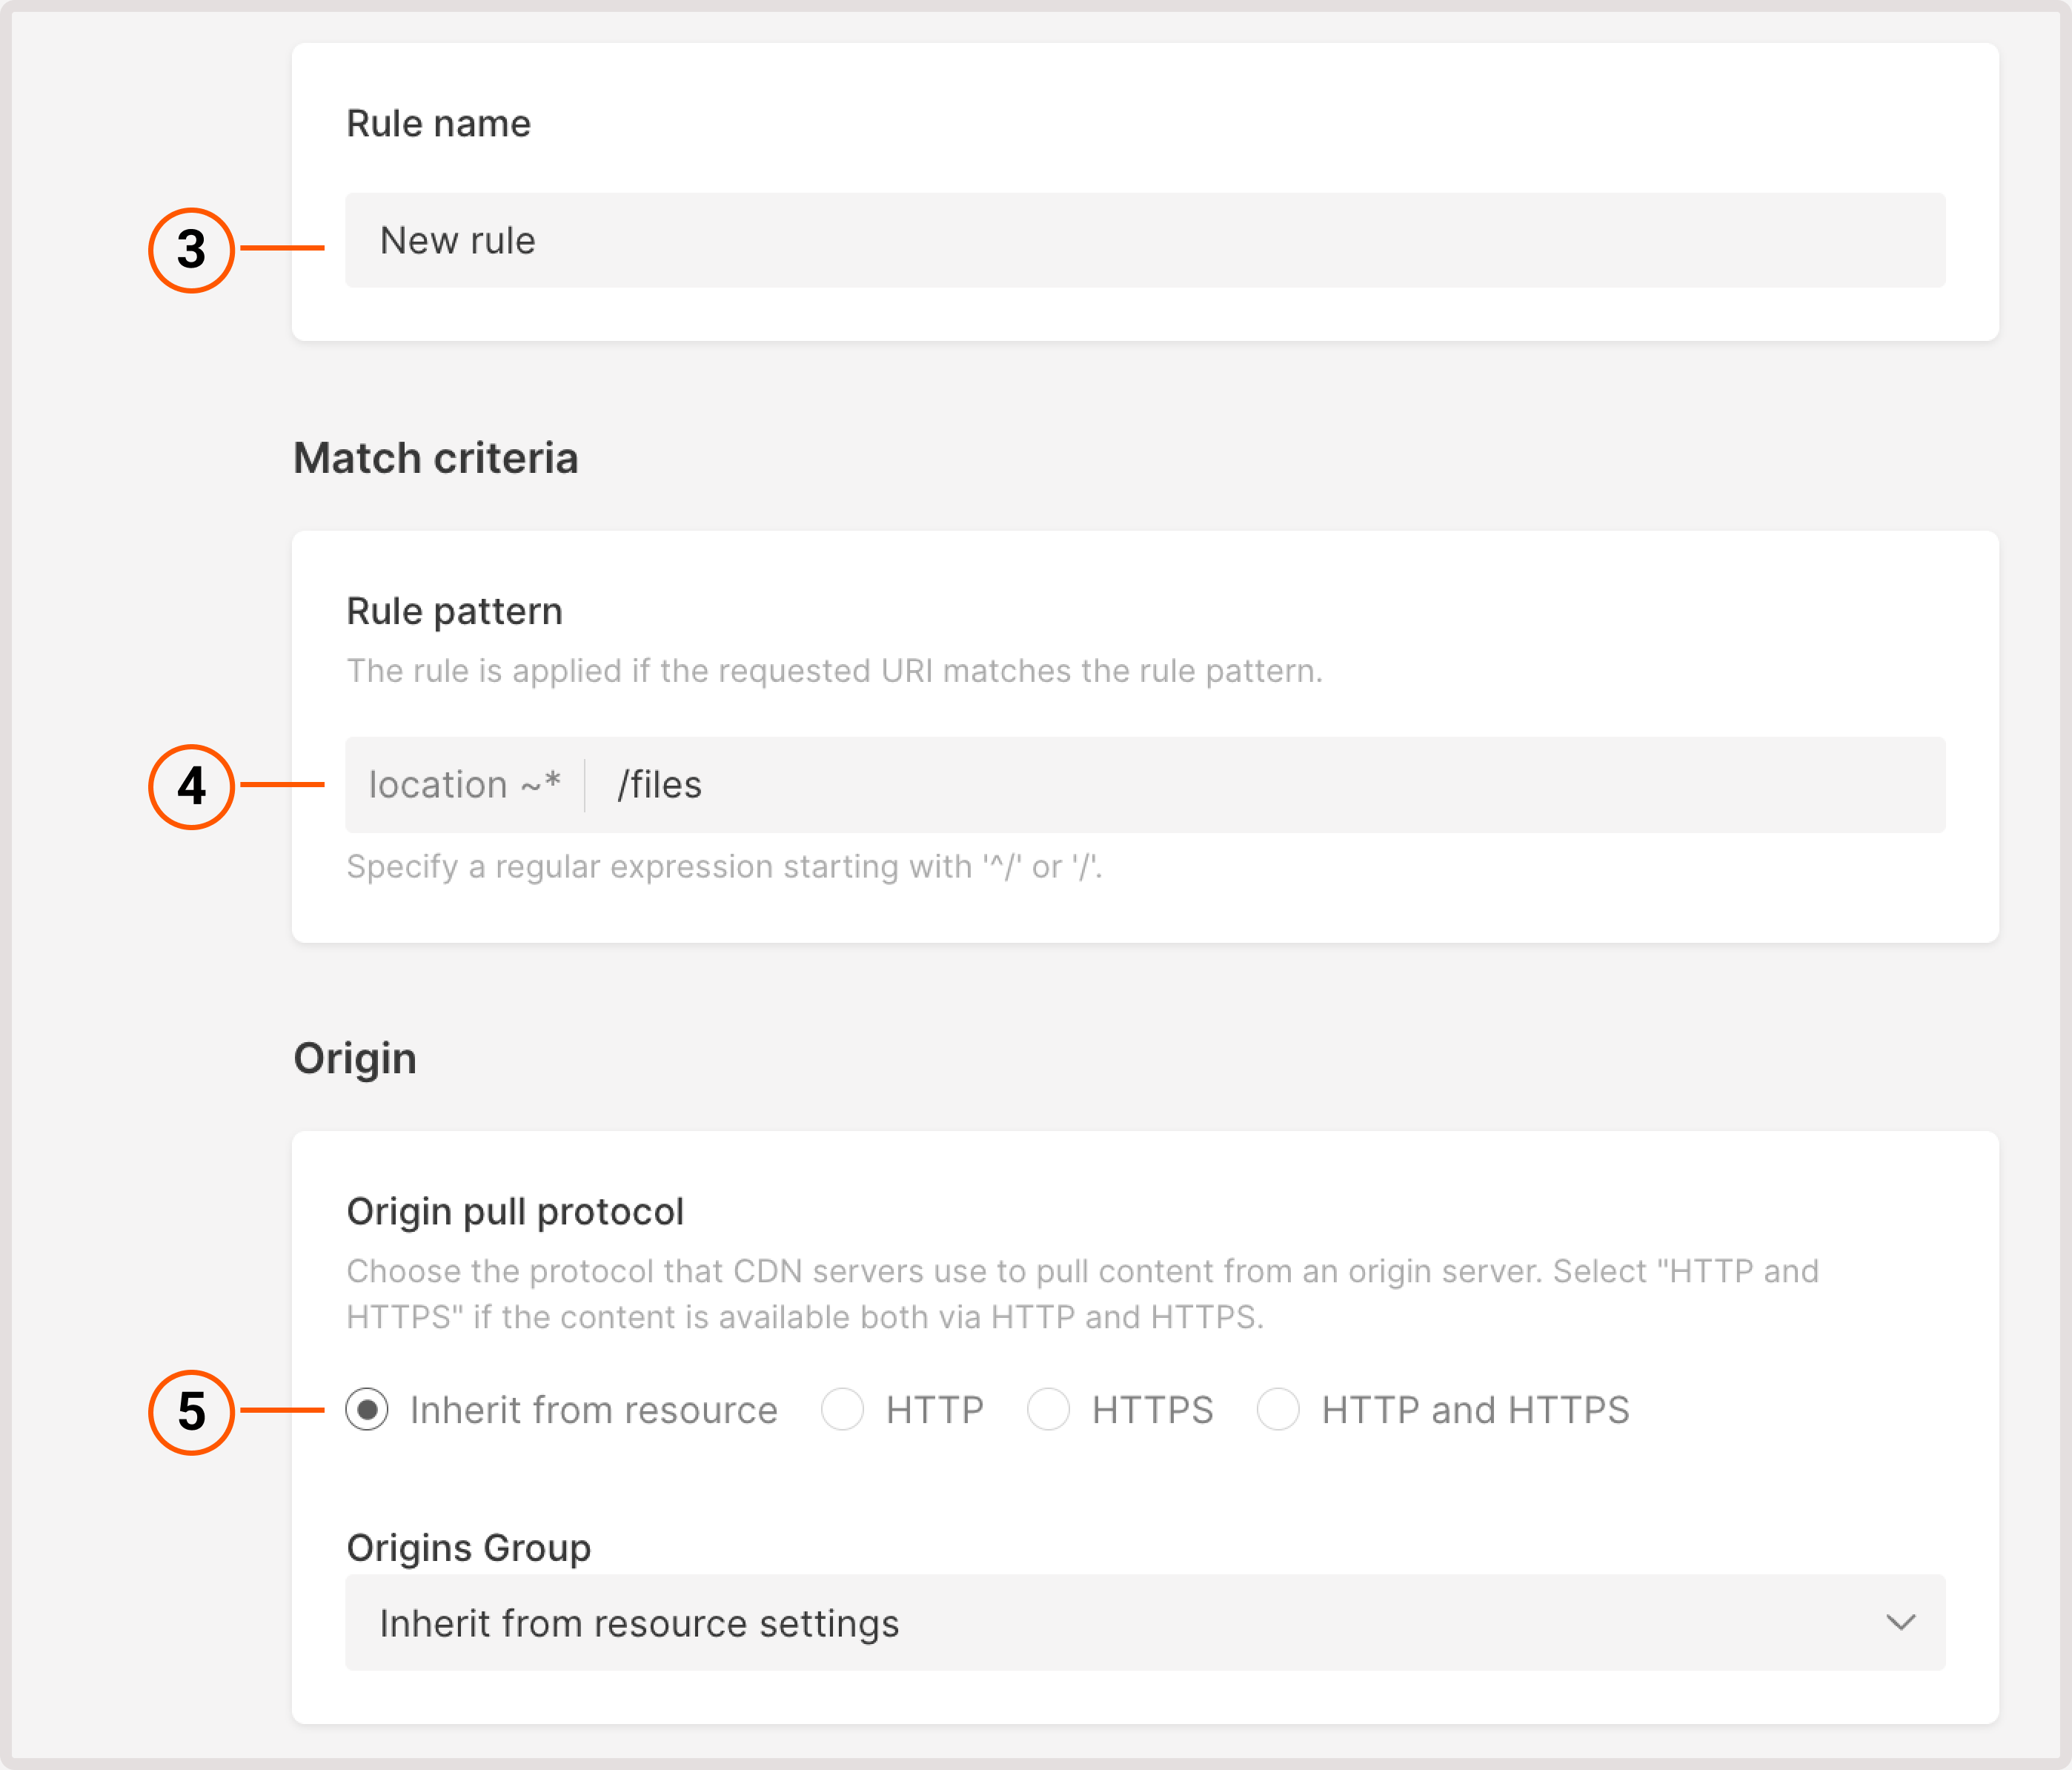 Rule name
3
New rule
Match criteria
Rule pattern
The rule is applied if the requested URI matches the rule pattern.
4
location ~* /files
Specify a regular expression starting with '^/' or '/'.
Origin
Origin pull protocol
Choose the protocol that CDN servers use to pull content from an origin server. Select "HTTP and
HTTPS" if the content is available both via HTTP and HTTPS.
5
Inherit from resource HTTP HTTPS HTTP and HTTPS
Origins Group
Inherit from resource settings